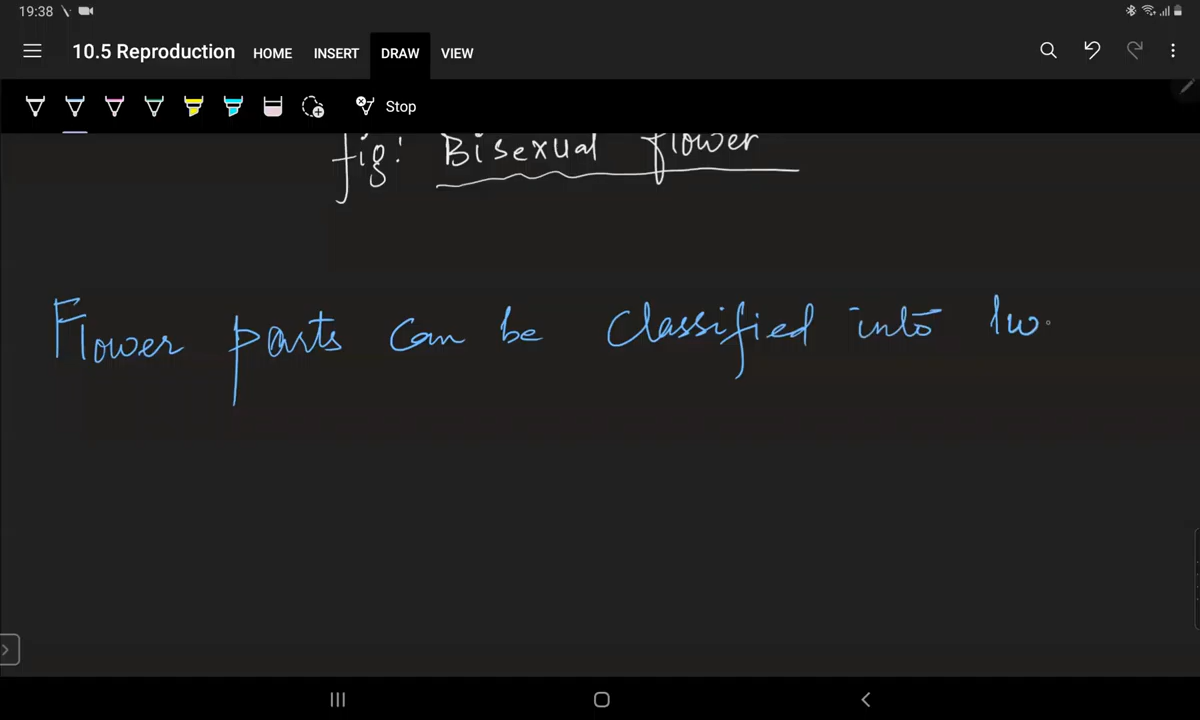 19:38
10.5 Reproduction HOME INSERT DRAW VIEW
Stop
fig: Bisexual flower
Flower parts can be classified into tw